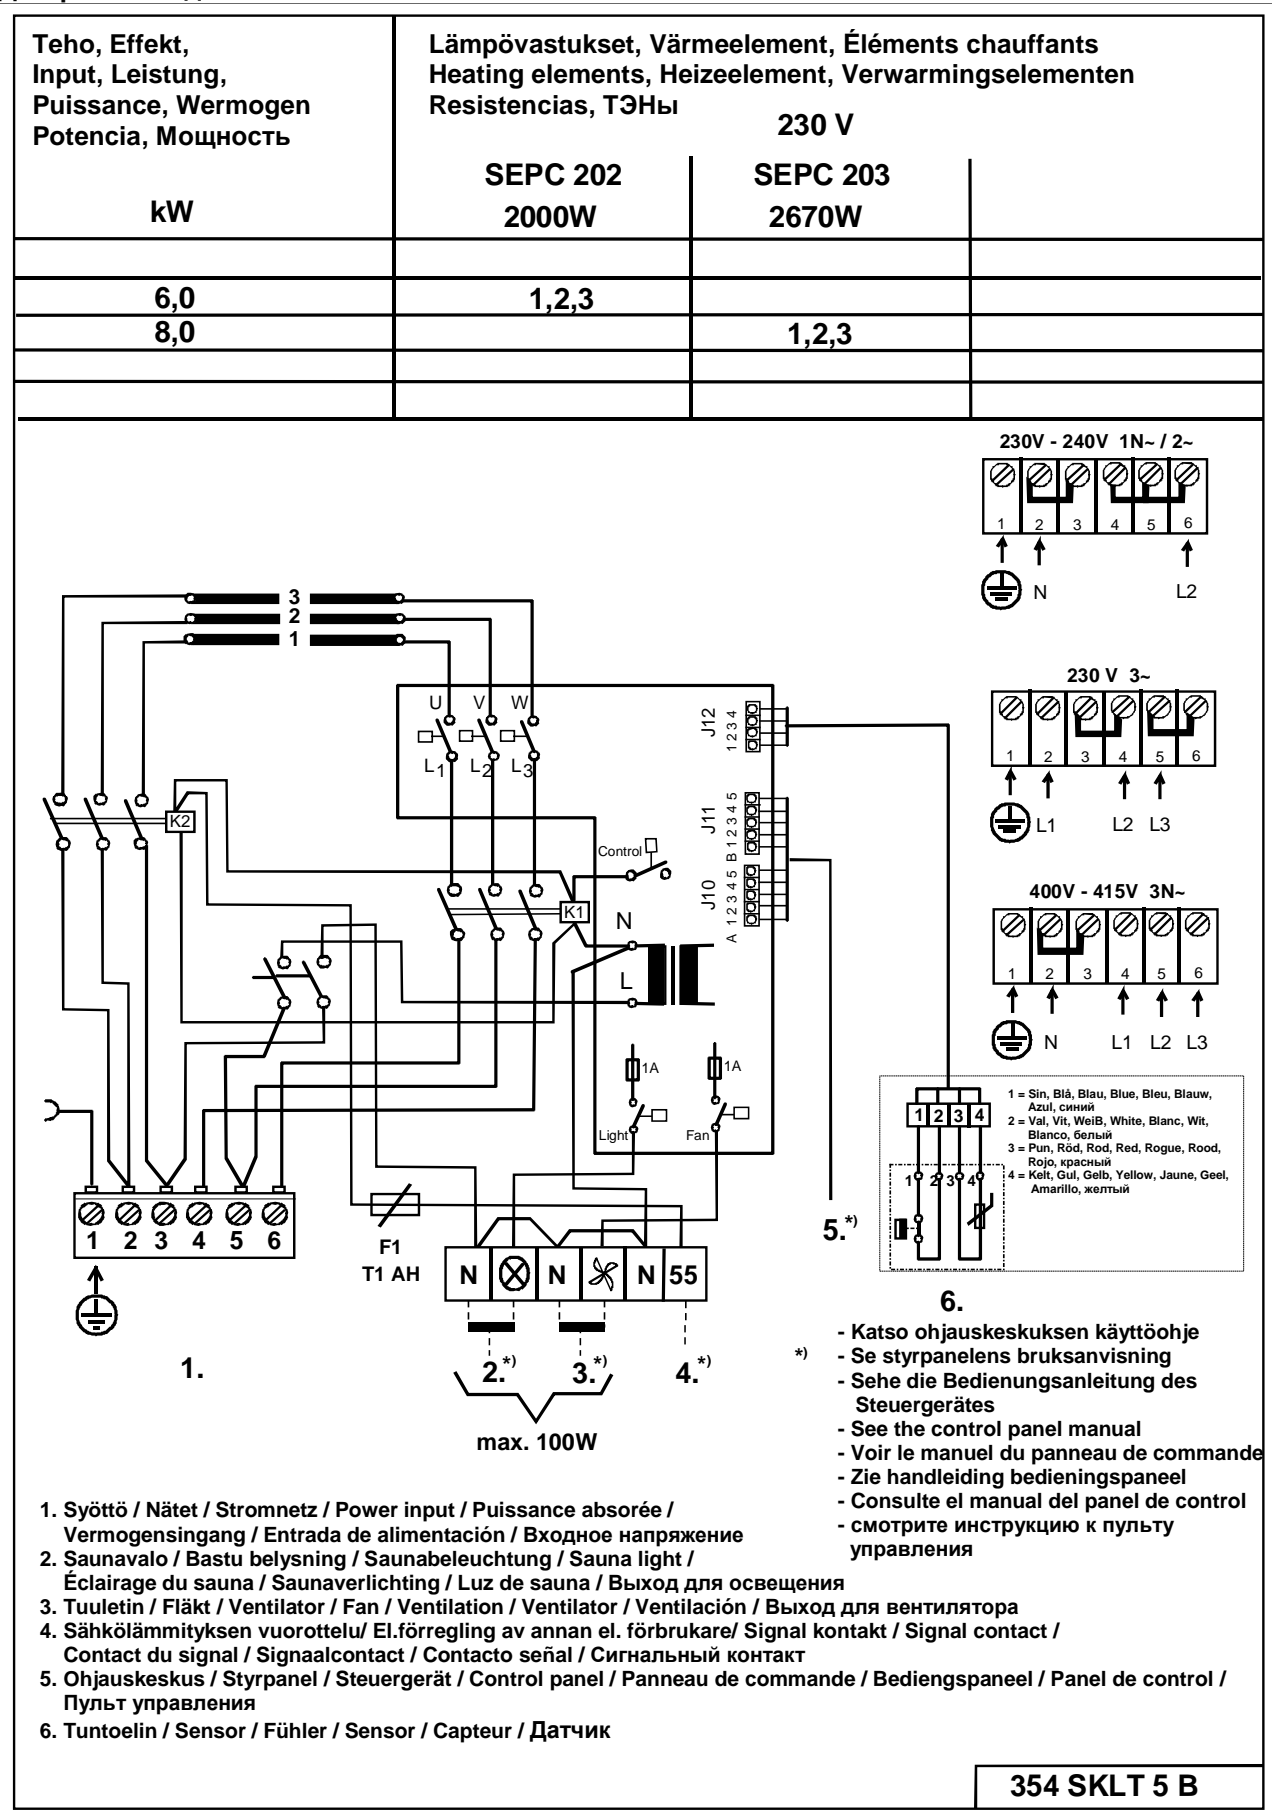 Teho, Effekt,
Input, Leistung,
Puissance, Wermogen
Potencia, Мощность
kW
Lämpövastukset, Värmeelement, Éléments chauffants
Heating elements, Heizeelement, Verwarmingselementen
Resistencias, ТЭНы
230 V
SEPC 202
2000W
SEPC 203
2670W
6,0
1,2,3
8,0
1,2,3
230V - 240V 1N~ / 2~
1 2 3 4 5 6
N L2
3
2
1
U V W
L1 L2 L3
K2
K1
Control
N
L
J12
1 2 3 4
J11
B 1 2 3 4 5
J10
A 1 2 3 4 5
1A
1A
Light
Fan
230 V 3~
1 2 3 4 5 6
L1 L2 L3
400V - 415V 3N~
1 2 3 4 5 6
N L1 L2 L3
1 2 3 4
1 2 3 4
1 = Sin, Blå, Blau, Blue, Bleu, Blauw,
Azul, синий
2 = Val, Vit, WeiB, White, Blanc, Wit,
Blanco, белый
3 = Pun, Röd, Rod, Red, Rogue, Rood,
Rojo, красный
4 = Kelt, Gul, Gelb, Yellow, Jaune, Geel,
Amarillo, желтый
6.
1 2 3 4 5 6
1.
F1
T1 AH
N N N 55
2.*) 3.*) 4.*)
max. 100W
5.*)
*)
- Katso ohjauskeskuksen käyttöohje
- Se styrpanelens bruksanvisning
- Sehe die Bedienungsanleitung des
Steuergerätes
- See the control panel manual
- Voir le manuel du panneau de commande
- Zie handleiding bedieningspaneel
- Consulte el manual del panel de control
- смотрите инструкцию к пульту
управления
1. Syöttö / Nätet / Stromnetz / Power input / Puissance absorée /
Vermogensingang / Entrada de alimentación / Входное напряжение
2. Saunavalo / Bastu belysning / Saunabeleuchtung / Sauna light /
Éclairage du sauna / Saunaverlichting / Luz de sauna / Выход для освещения
3. Tuuletin / Fläkt / Ventilator / Fan / Ventilation / Ventilator / Ventilación / Выход для вентилятора
4. Sähkölämmityksen vuorottelu/ El.förregling av annan el. förbrukare/ Signal kontakt / Signal contact /
Contact du signal / Signaalcontact / Contacto señal / Сигнальный контакт
5. Ohjauskeskus / Styrpanel / Steuergerät / Control panel / Panneau de commande / Bediengspaneel / Panel de control /
Пульт управления
6. Tuntoelin / Sensor / Fühler / Sensor / Capteur / Датчик
354 SKLT 5 B